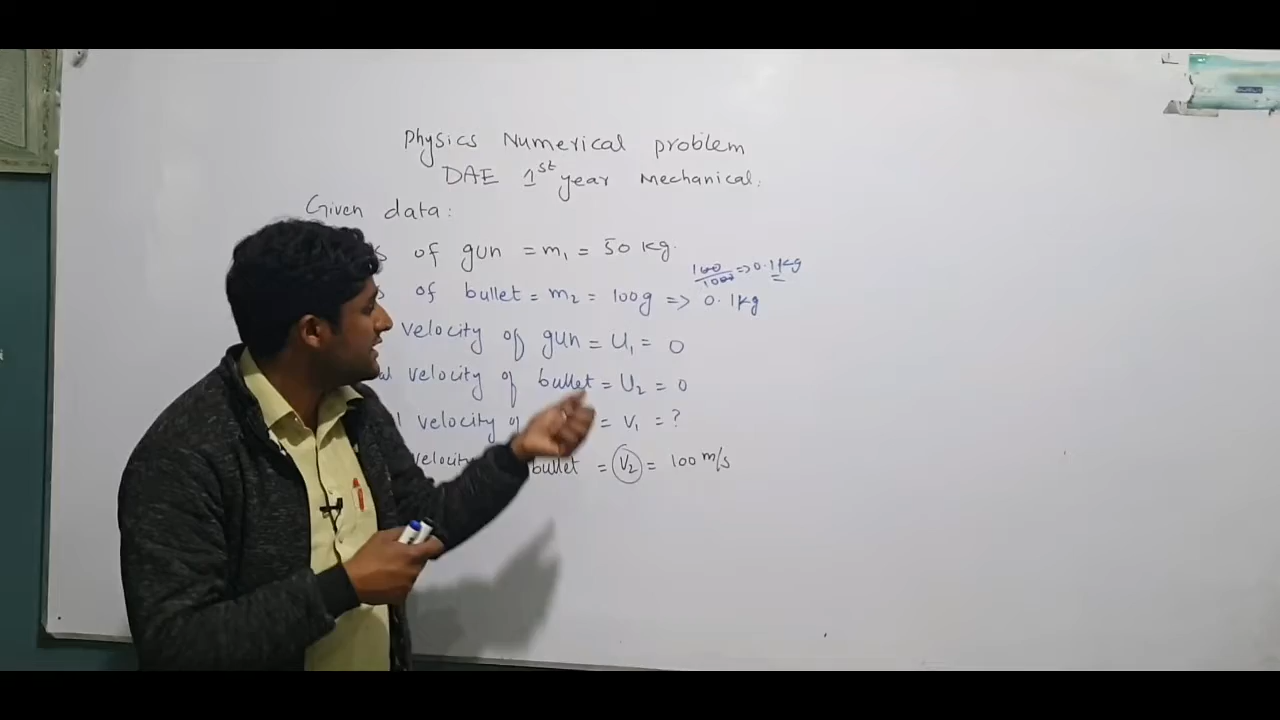 Physics Numerical problem
DAE 1st year Mechanical.
Given data:
of gun = m₁ = 50 kg.
100/1000 => 0.1kg
of bullet = m₂ = 100g => 0.1kg
velocity of gun = U₁ = 0
velocity of bullet = U₂ = 0
velocity of = V₁ = ?
velocity bullet = V₂ = 100 m/s